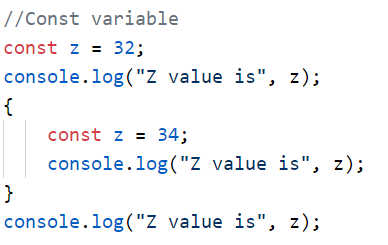 //Const variable
const z = 32;
console.log("Z value is", z);
{
    const z = 34;
    console.log("Z value is", z);
}
console.log("Z value is", z);